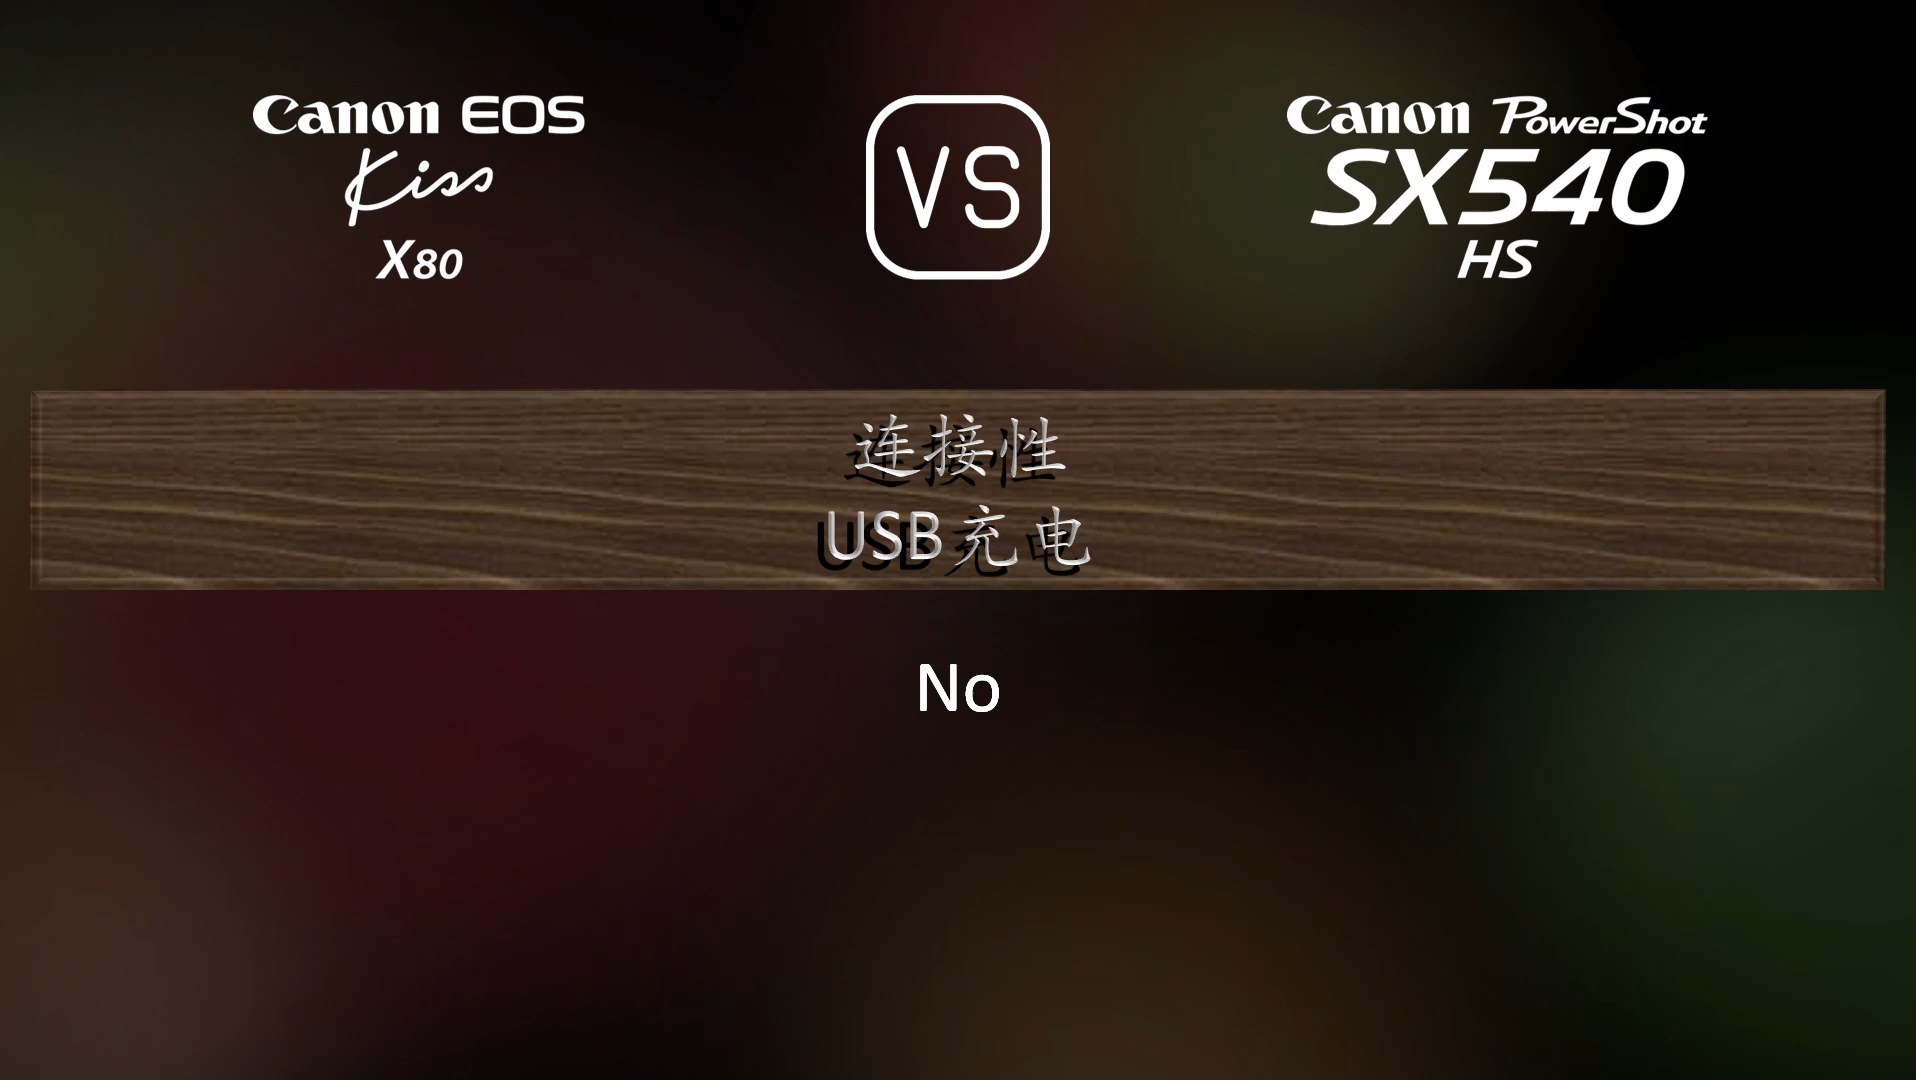 Canon EOS
Kiss
X80
VS
Canon PowerShot
SX540
HS
连接性
USB充电
No